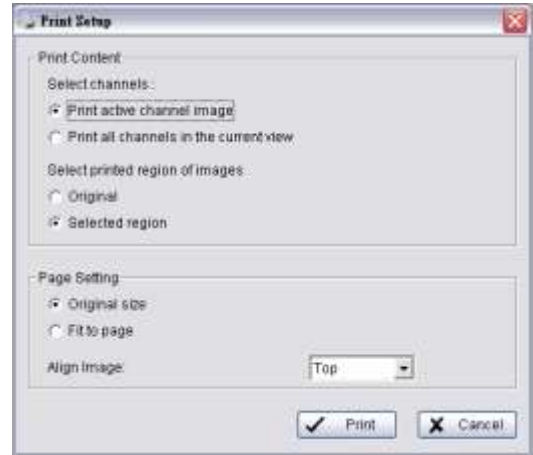 Print Setup
Print Content
Select channels:
Print active channel image
Print all channels in the current view
Select printed region of images
Original
Selected region
Page Setting
Original size
Fit to page
Align Image:
Top
Print
Cancel